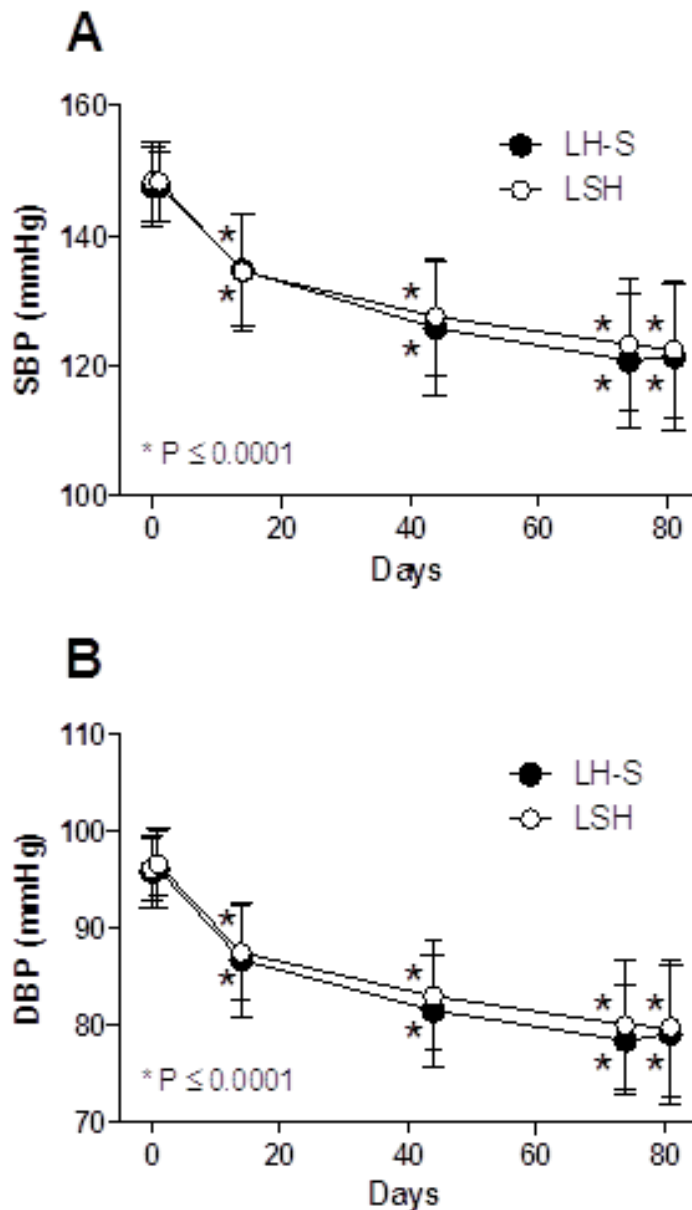 A
160
140
120
100
SBP (mmHg)
LH-S
LSH
*
*
*
*
*
*
*
*
* P ≤ 0.0001
0 20 40 60 80
Days
B
110
100
90
80
70
DBP (mmHg)
LH-S
LSH
*
*
*
*
*
*
*
*
* P ≤ 0.0001
0 20 40 60 80
Days